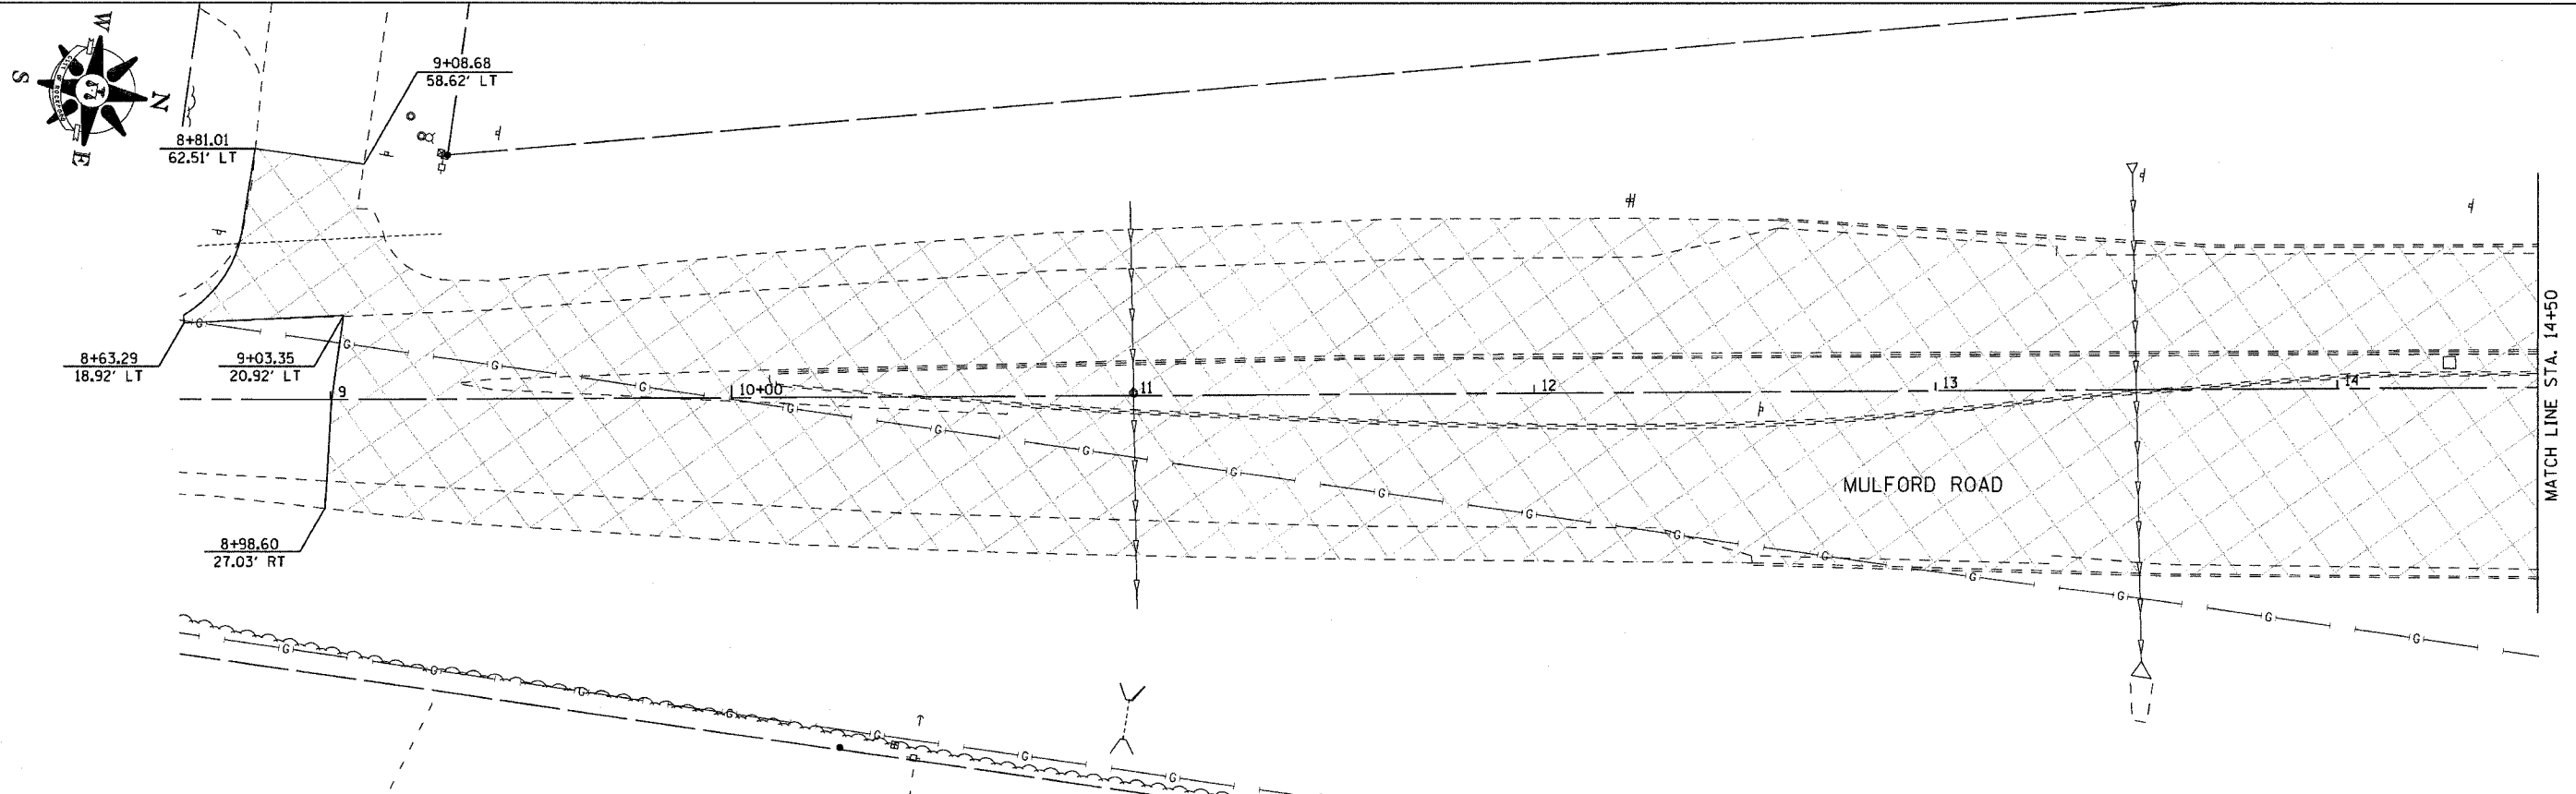 W
S
N
E
9+08.68
58.62' LT
8+81.01
62.51' LT
8+63.29
18.92' LT
9+03.35
20.92' LT
9
10+00
11
12
13
14
8+98.60
27.03' RT
MULFORD ROAD
MATCH LINE STA. 14+50
G G G G G G G G G G G G G G G G
G G G G G G G